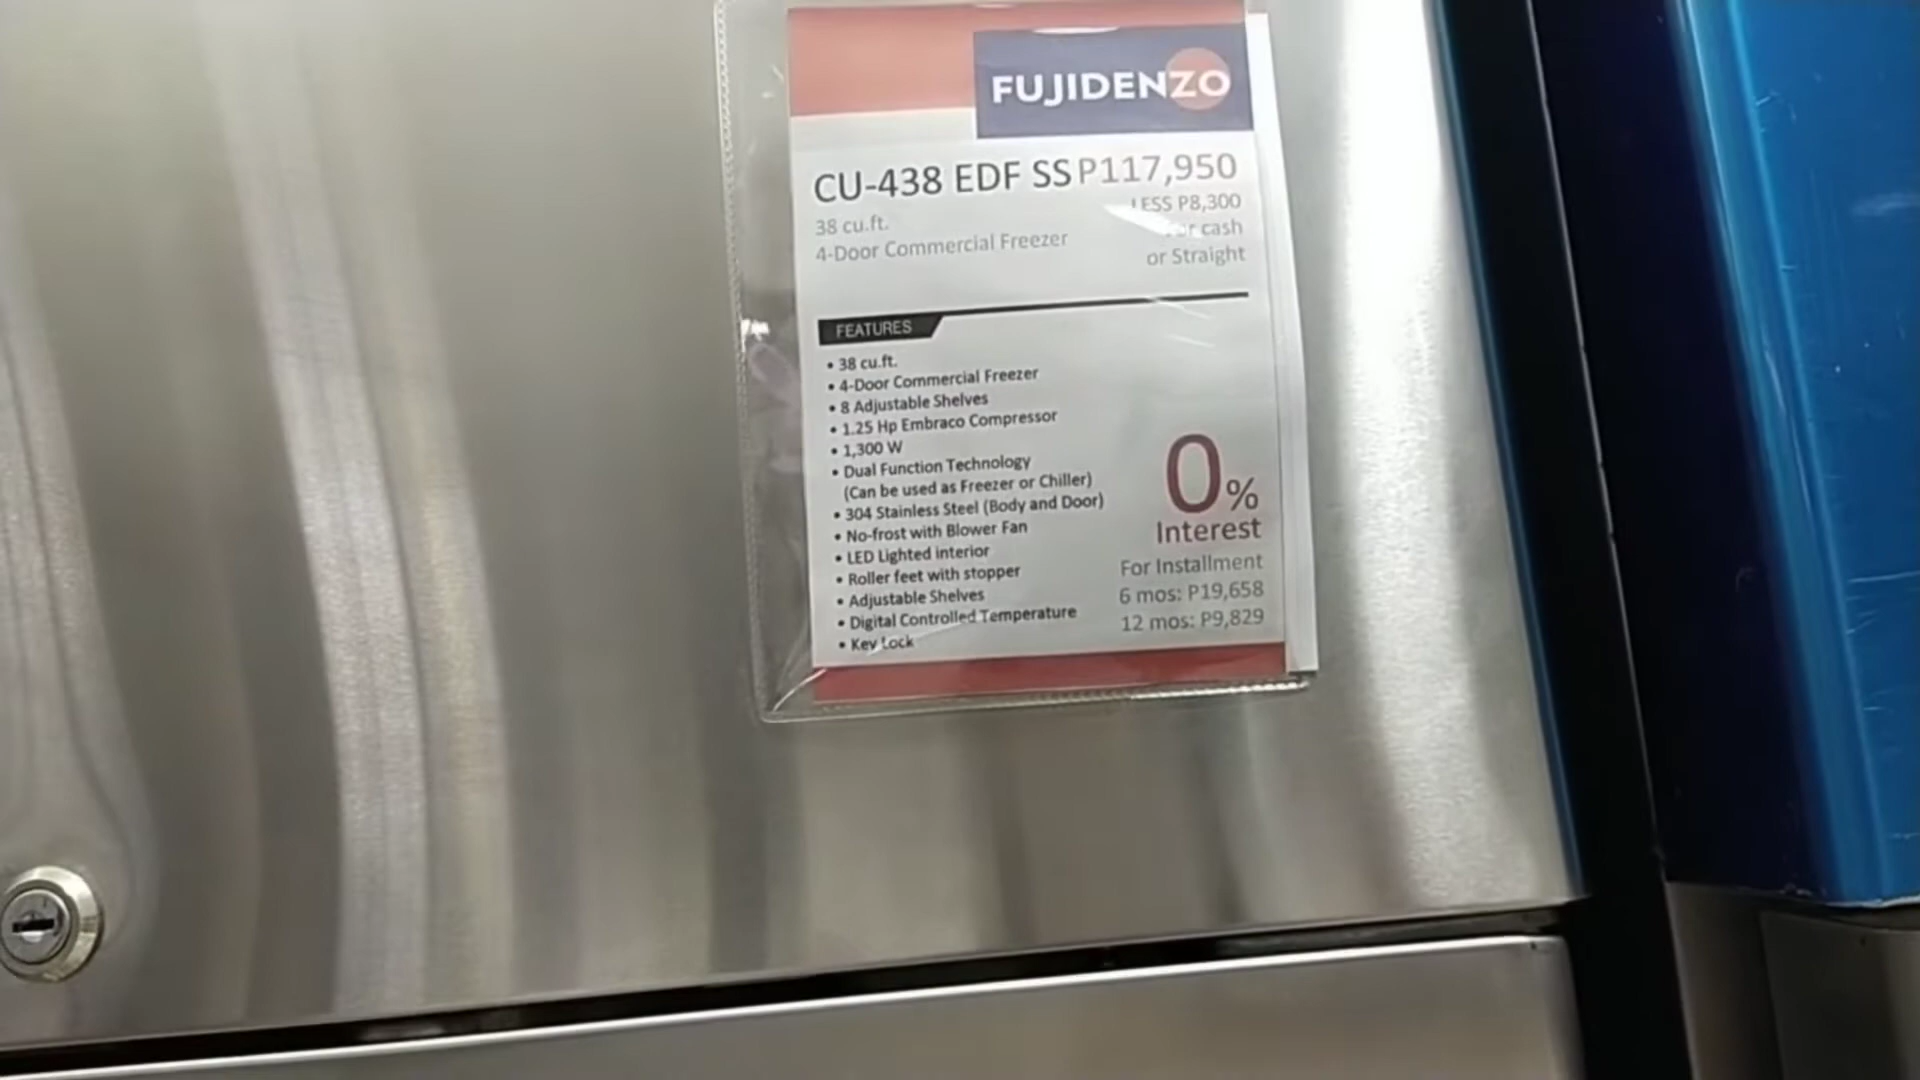 FUJIDENZO
CU-438 EDF SS P117,950
38 cu.ft.
LESS P8,300
4-Door Commercial Freezer
cash
or Straight
FEATURES
• 38 cu.ft.
• 4-Door Commercial Freezer
• 8 Adjustable Shelves
• 1.25 Hp Embraco Compressor
• 1,300 W
• Dual Function Technology
(Can be used as Freezer or Chiller)
• 304 Stainless Steel (Body and Door)
• No-frost with Blower Fan
• LED Lighted interior
• Roller feet with stopper
• Adjustable Shelves
• Digital Controlled Temperature
• Key Lock
0%
Interest
For Installment
6 mos: P19,658
12 mos: P9,829